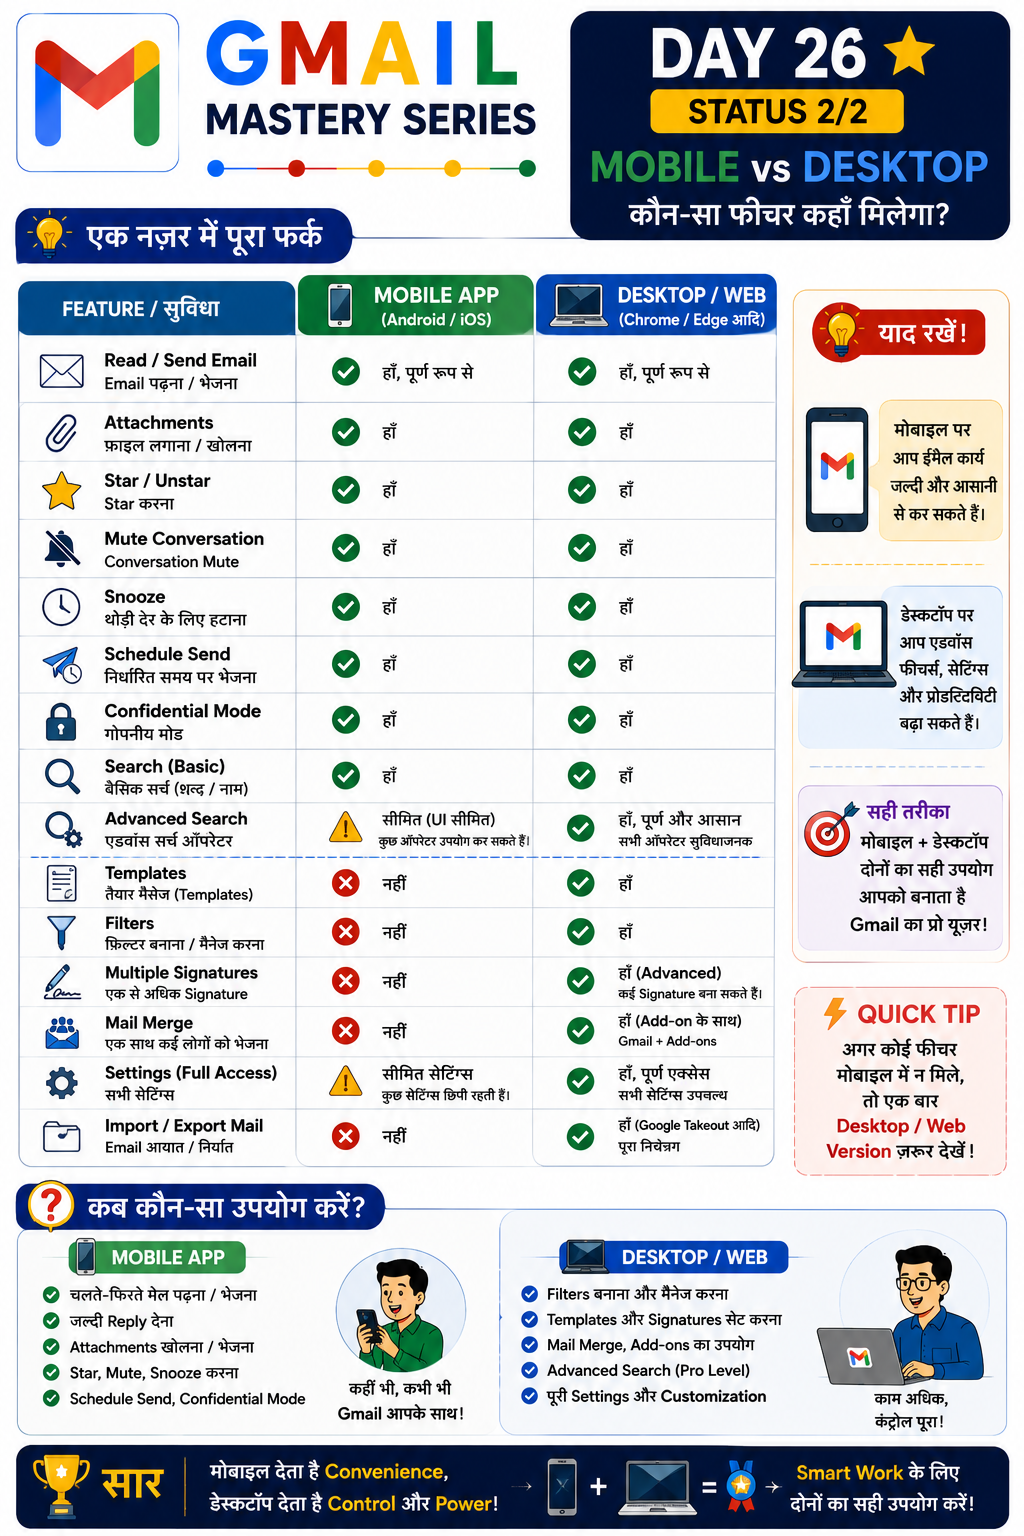 GMAIL
MASTERY SERIES
DAY 26
STATUS 2/2
MOBILE vs DESKTOP
कौन-सा फीचर कहाँ मिलेगा?
एक नज़र में पूरा फर्क
FEATURE / सुविधा
MOBILE APP
(Android / iOS)
DESKTOP / WEB
(Chrome / Edge आदि)
Read / Send Email
Email पढ़ना / भेजना
हाँ, पूर्ण रूप से
हाँ, पूर्ण रूप से
Attachments
फ़ाइल लगाना / खोलना
हाँ
हाँ
Star / Unstar
Star करना
हाँ
हाँ
Mute Conversation
Conversation Mute
हाँ
हाँ
Snooze
थोड़ी देर के लिए हटाना
हाँ
हाँ
Schedule Send
निर्धारित समय पर भेजना
हाँ
हाँ
Confidential Mode
गोपनीय मोड
हाँ
हाँ
Search (Basic)
बैसिक सर्च (शब्द / नाम)
हाँ
हाँ
Advanced Search
एडवॉस सर्च ऑपरेटर
सीमित (UI सीमित)
कुछ ऑपरेटर उपयोग कर सकते हैं।
हाँ, पूर्ण और आसान
सभी ऑपरेटर सुविधाजनक
Templates
तैयार मैसेज (Templates)
नहीं
हाँ
Filters
फ़िल्टर बनाना / मैनेज करना
नहीं
हाँ
Multiple Signatures
एक से अधिक Signature
नहीं
हाँ (Advanced)
कई Signature बना सकते हैं।
Mail Merge
एक साथ कई लोगों को भेजना
नहीं
हाँ (Add-on के साथ)
Gmail + Add-ons
Settings (Full Access)
सभी सेटिंग्स
सीमित सेटिंग्स
कुछ सेटिंग्स छिपी रहती हैं।
हाँ, पूर्ण एक्सेस
सभी सेटिंग्स
Import / Export Mail
Email आयात / निर्यात
नहीं
हाँ (Google Takeout आदि)
पूरा
याद रखें!
मोबाइल पर
आप ईमेल कार्य
जल्दी और आसानी
से कर सकते हैं।
डेस्कटॉप पर
आप एडवॉस
फीचर्स, सेटिंग्स
और
बढ़ा सकते हैं।
सही तरीका
मोबाइल + डेस्कटॉप
दोनों का सही उपयोग
आपको बनाता है
Gmail का प्रो यूज़र!
QUICK TIP
अगर कोई फीचर
मोबाइल में न मिले,
तो एक बार
Desktop / Web
Version ज़रूर देखें!
कब कौन-सा उपयोग करें?
MOBILE APP
चलते-फिरते मेल पढ़ना / भेजना
जल्दी Reply देना
Attachments खोलना / भेजना
Star, Mute, Snooze करना
Schedule Send, Confidential Mode
कहीं भी, कभी भी
Gmail आपके साथ!
DESKTOP / WEB
Filters बनाना और मैनेज करना
Templates और Signatures सेट करना
Mail Merge, Add-ons का उपयोग
Advanced Search (Pro Level)
पूरी Settings और Customization
काम अधिक,
कंट्रोल पूरा!
सार
मोबाइल देता है Convenience,
डेस्कटॉप देता है Control और Power!
+
=
Smart Work के लिए
दोनों का सही उपयोग करें!